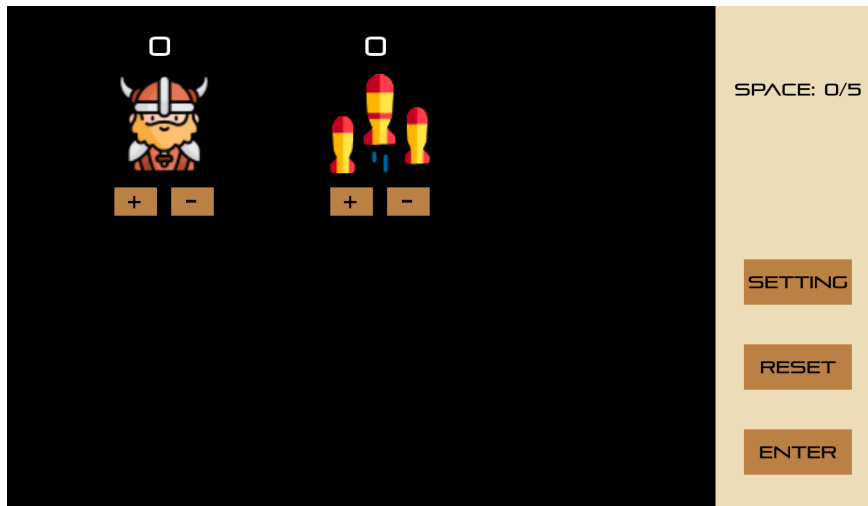 0 0
+ - + -
SPACE: 0/5
SETTING
RESET
ENTER